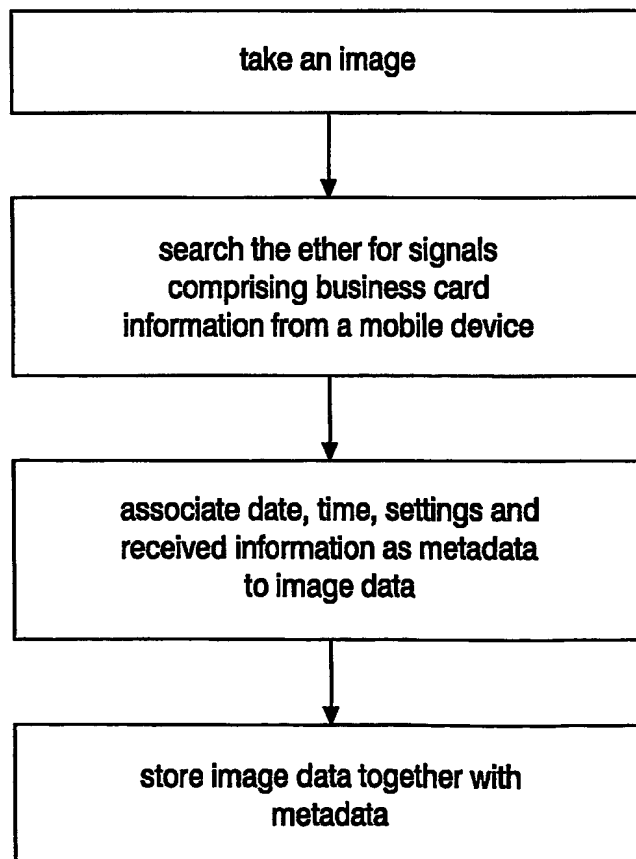 take an image
search the ether for signals
comprising business card
information from a mobile device
associate date, time, settings and
received information as metadata
to image data
store image data together with
metadata